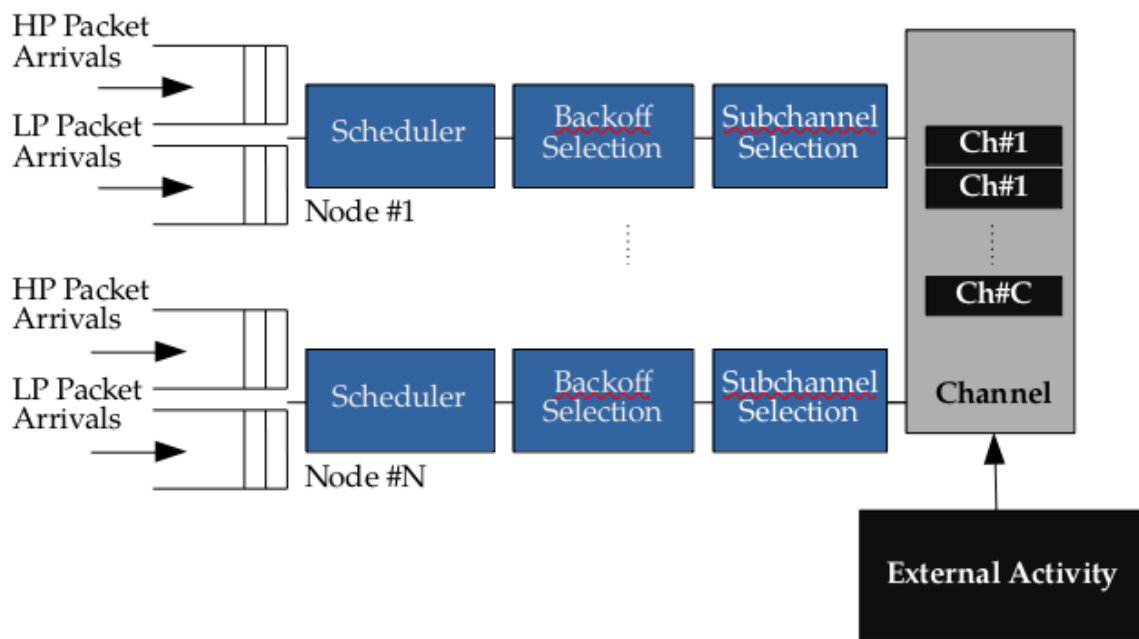 HP Packet
Arrivals
LP Packet
Arrivals
Scheduler
Backoff
Selection
Subchannel
Selection
Node #1
Ch#1
Ch#1
Ch#C
Channel
HP Packet
Arrivals
LP Packet
Arrivals
Scheduler
Backoff
Selection
Subchannel
Selection
Node #N
External Activity